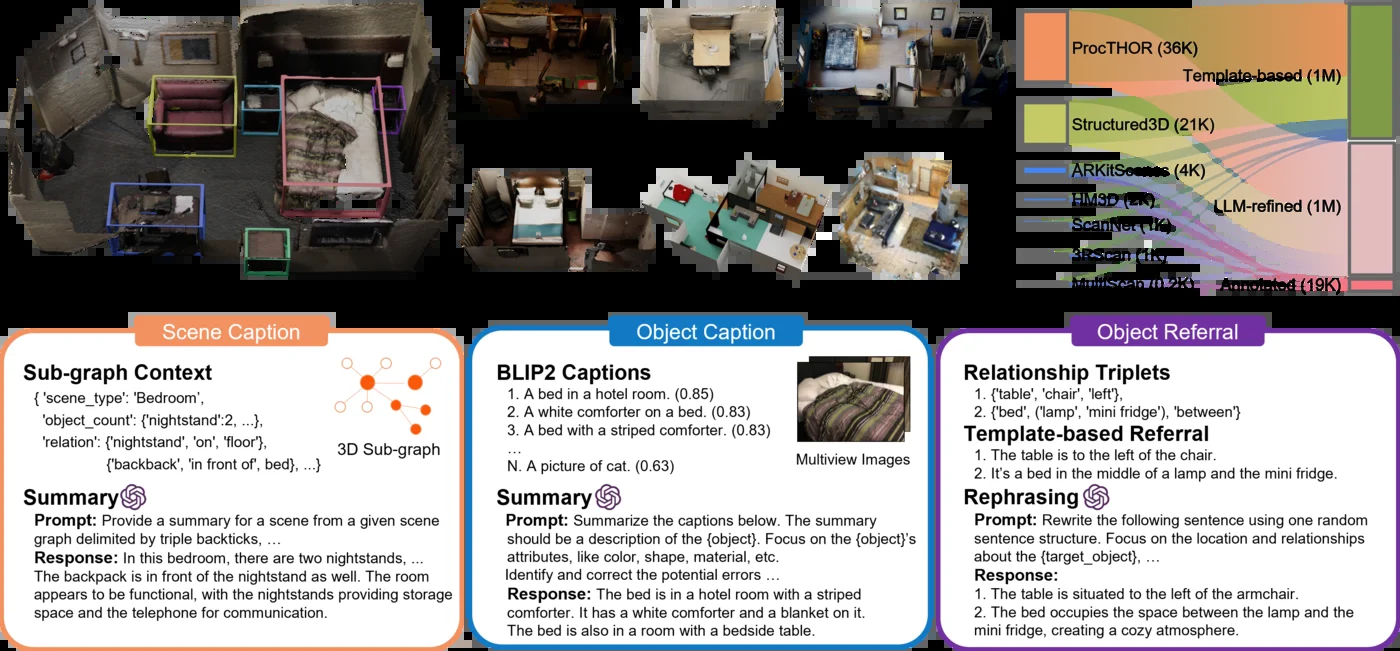 ProcTHOR (36K)
Template-based (1M)
Structured3D (21K)
ARKitScenes (4K)
HM3D (2K)
LLM-refined (1M)
ScanNet (1K)
3RScan (1K)
MultiScan (0.2K)
Annotated (19K)
Scene Caption
Sub-graph Context
{ 'scene_type': 'Bedroom',
'object_count': {'nightstand':2, ...},
'relation': {'nightstand', 'on', 'floor'},
{'backback', 'in front of', bed}, ...}
3D Sub-graph
Summary
Prompt: Provide a summary for a scene from a given scene
graph delimited by triple backticks, …
Response: In this bedroom, there are two nightstands, ...
The backpack is in front of the nightstand as well. The room
appears to be functional, with the nightstands providing storage
space and the telephone for communication.
Object Caption
BLIP2 Captions
1. A bed in a hotel room. (0.85)
2. A white comforter on a bed. (0.83)
3. A bed with a striped comforter. (0.83)
…
N. A picture of cat. (0.63)
Multiview Images
Summary
Prompt: Summarize the captions below. The summary
should be a description of the {object}. Focus on the {object}'s
attributes, like color, shape, material, etc.
Identify and correct the potential errors …
Response: The bed is in a hotel room with a striped
comforter. It has a white comforter and a blanket on it.
The bed is also in a room with a bedside table.
Object Referral
Relationship Triplets
1. {'table', 'chair', 'left'},
2. {'bed', ('lamp', 'mini fridge'), 'between'}
Template-based Referral
1. The table is to the left of the chair.
2. It's a bed in the middle of a lamp and the mini fridge.
Rephrasing
Prompt: Rewrite the following sentence using one random
sentence structure. Focus on the location and relationships
about the {target_object}, …
Response:
1. The table is situated to the left of the armchair.
2. The bed occupies the space between the lamp and the
mini fridge, creating a cozy atmosphere.